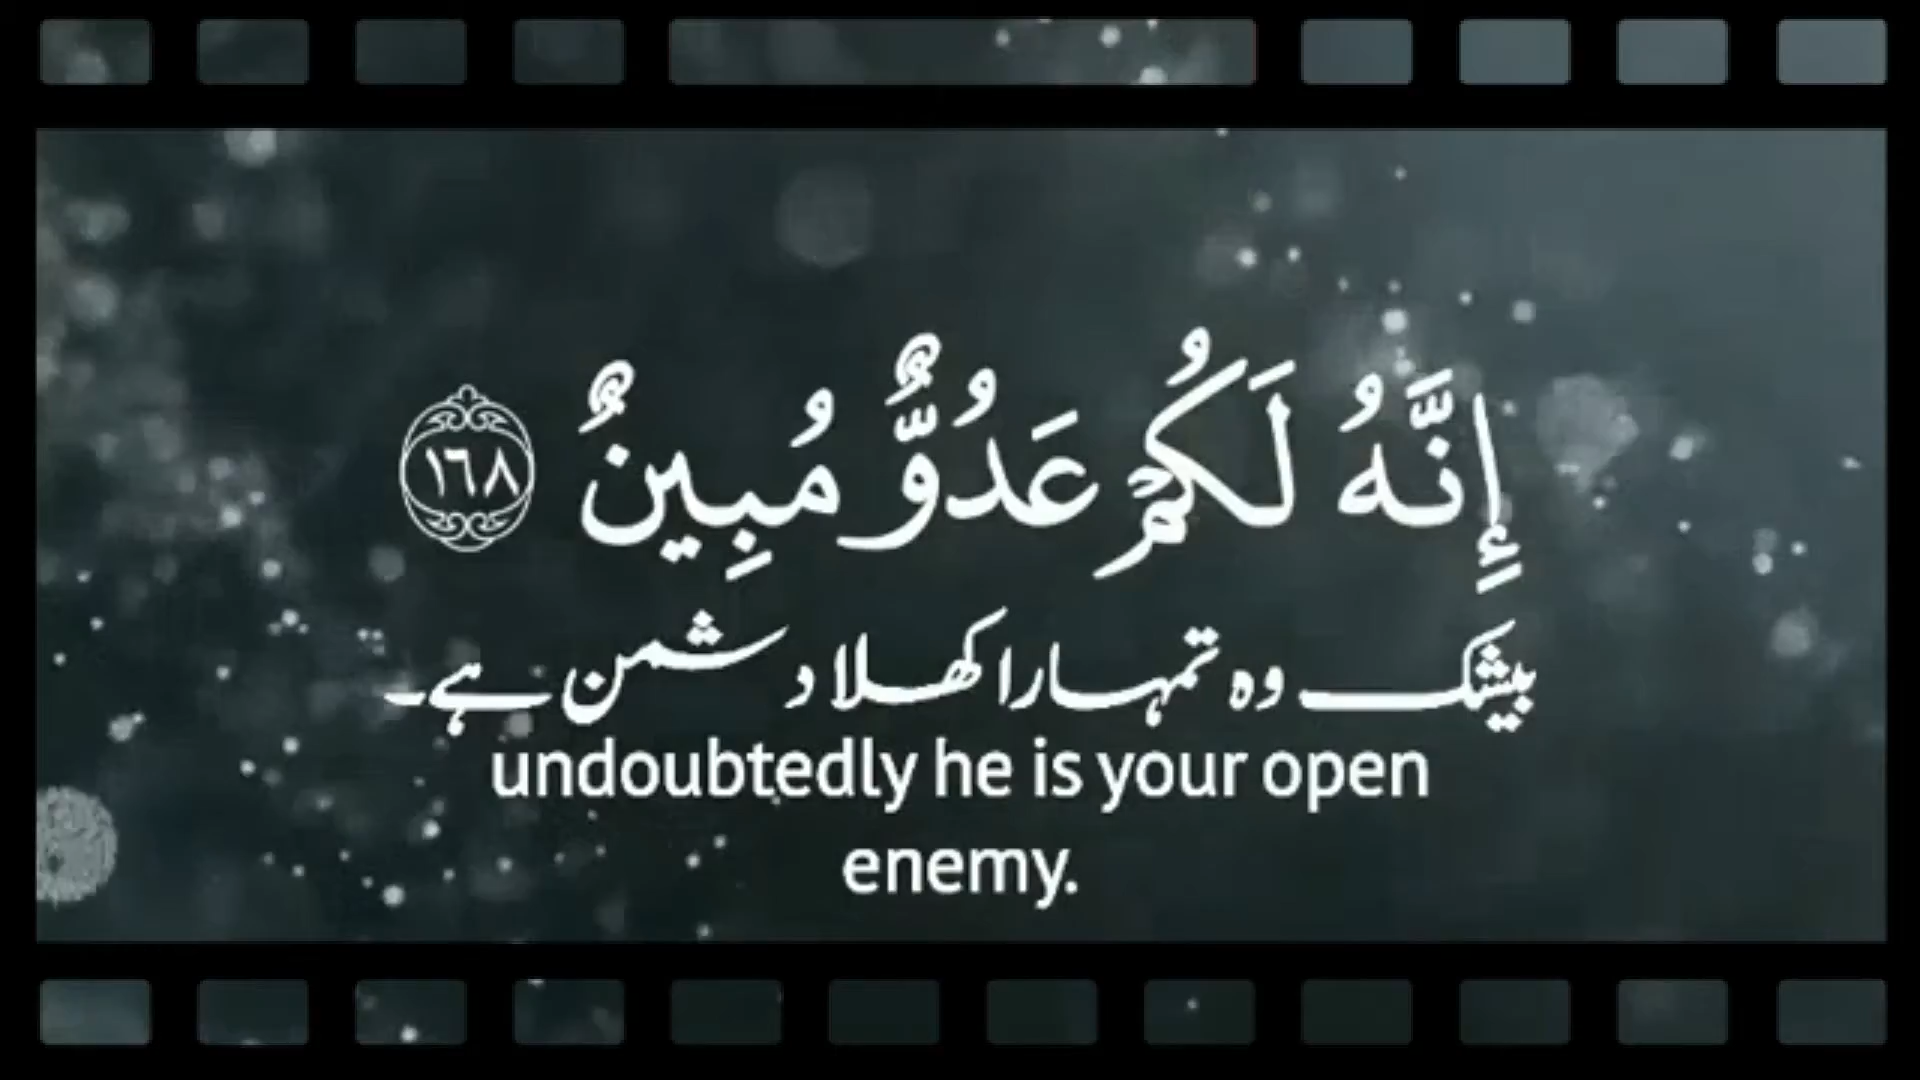 إِنَّهُ لَكُمْ عَدُوٌّ مُبِينٌ ١٦٨
بیشک وہ تمہارا کھلا دشمن ہے۔
undoubtedly he is your open
enemy.